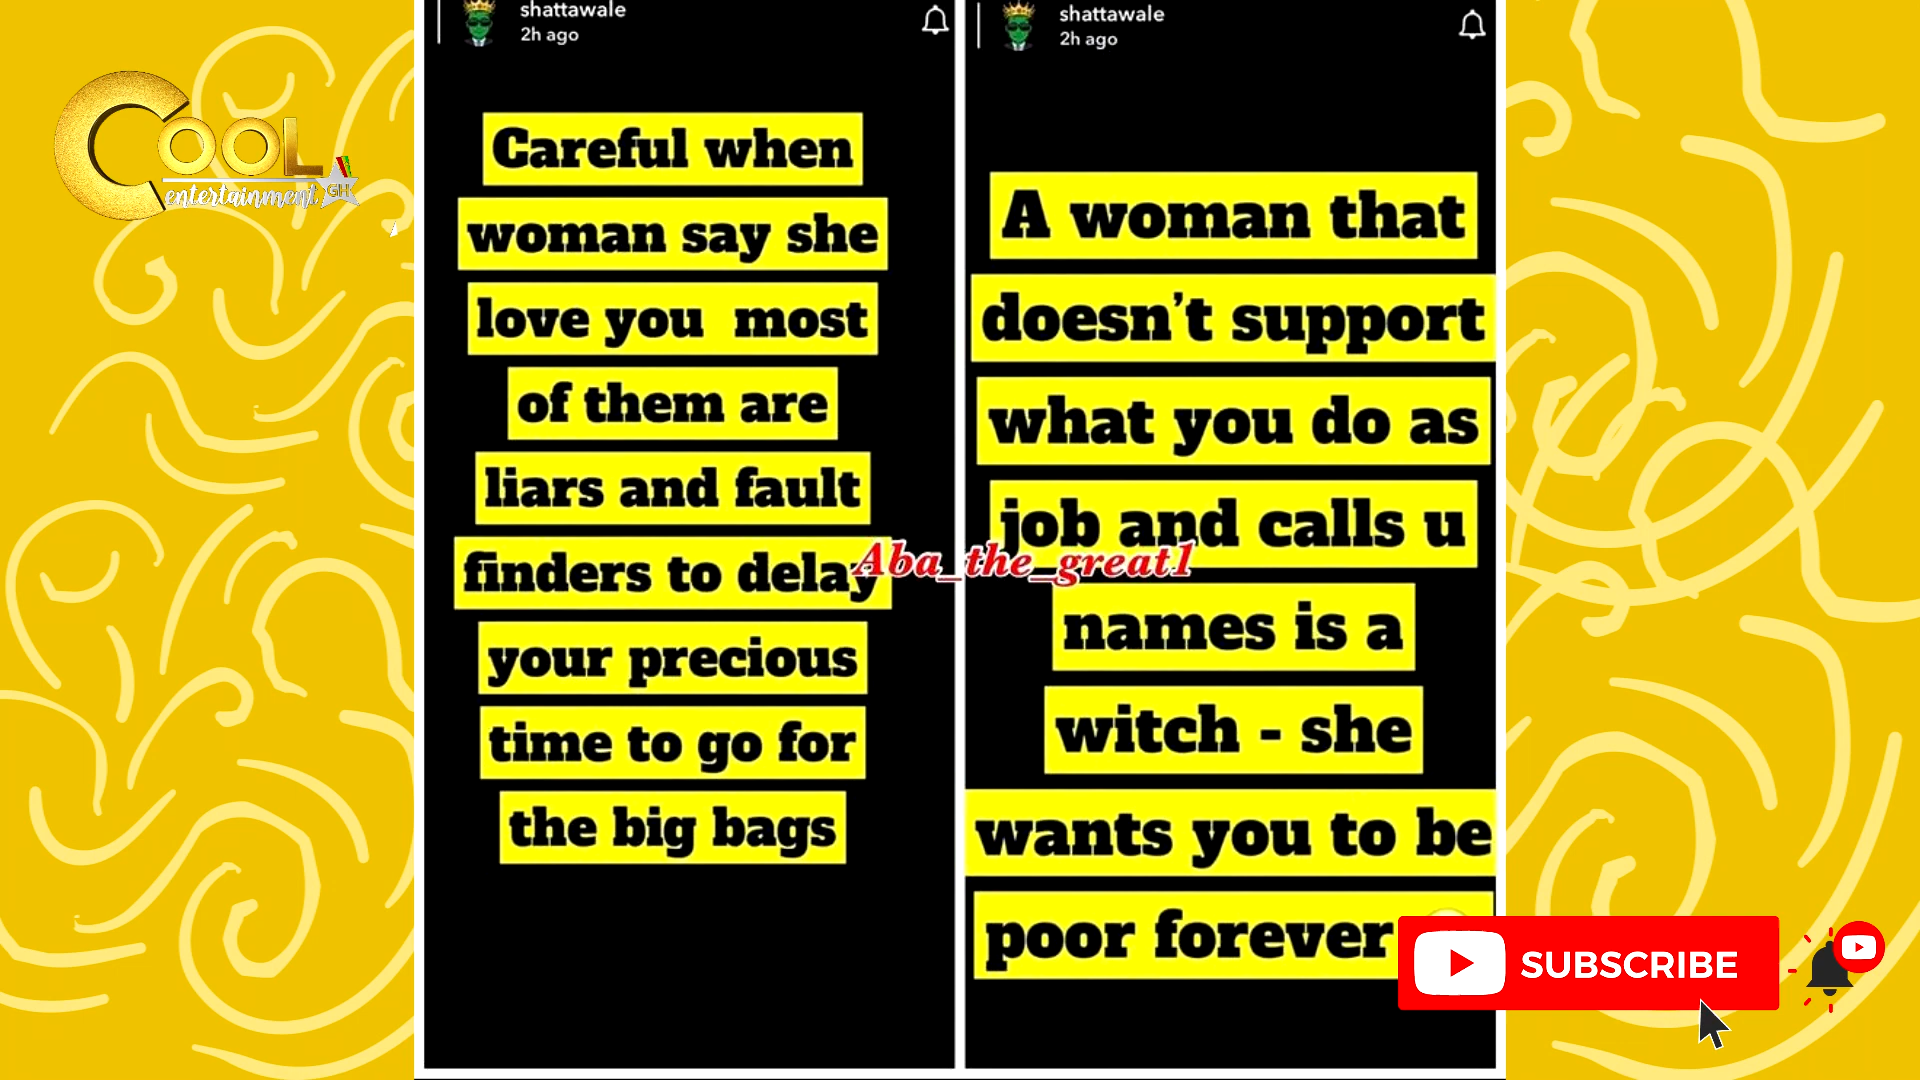 COOL
entertainment GH
shattawale
2h ago
Careful when
woman say she
love you most
of them are
liars and fault
finders to delay
your precious
time to go for
the big bags
shattawale
2h ago
A woman that
doesn't support
what you do as
job and calls u
names is a
witch - she
wants you to be
poor forever
Aba_the_great1
SUBSCRIBE